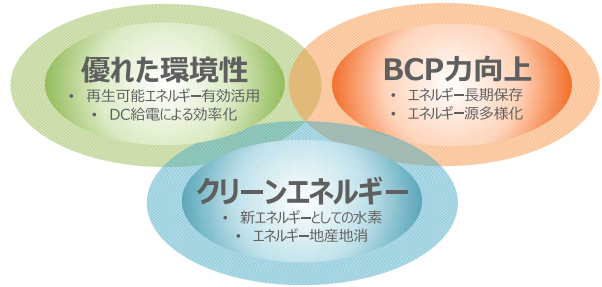 優れた環境性
• 再生可能エネルギー有効活用
• DC給電による効率化
BCP力向上
• エネルギー長期保存
• エネルギー源多様化
クリーンエネルギー
• 新エネルギーとしての水素
• エネルギー地産地消